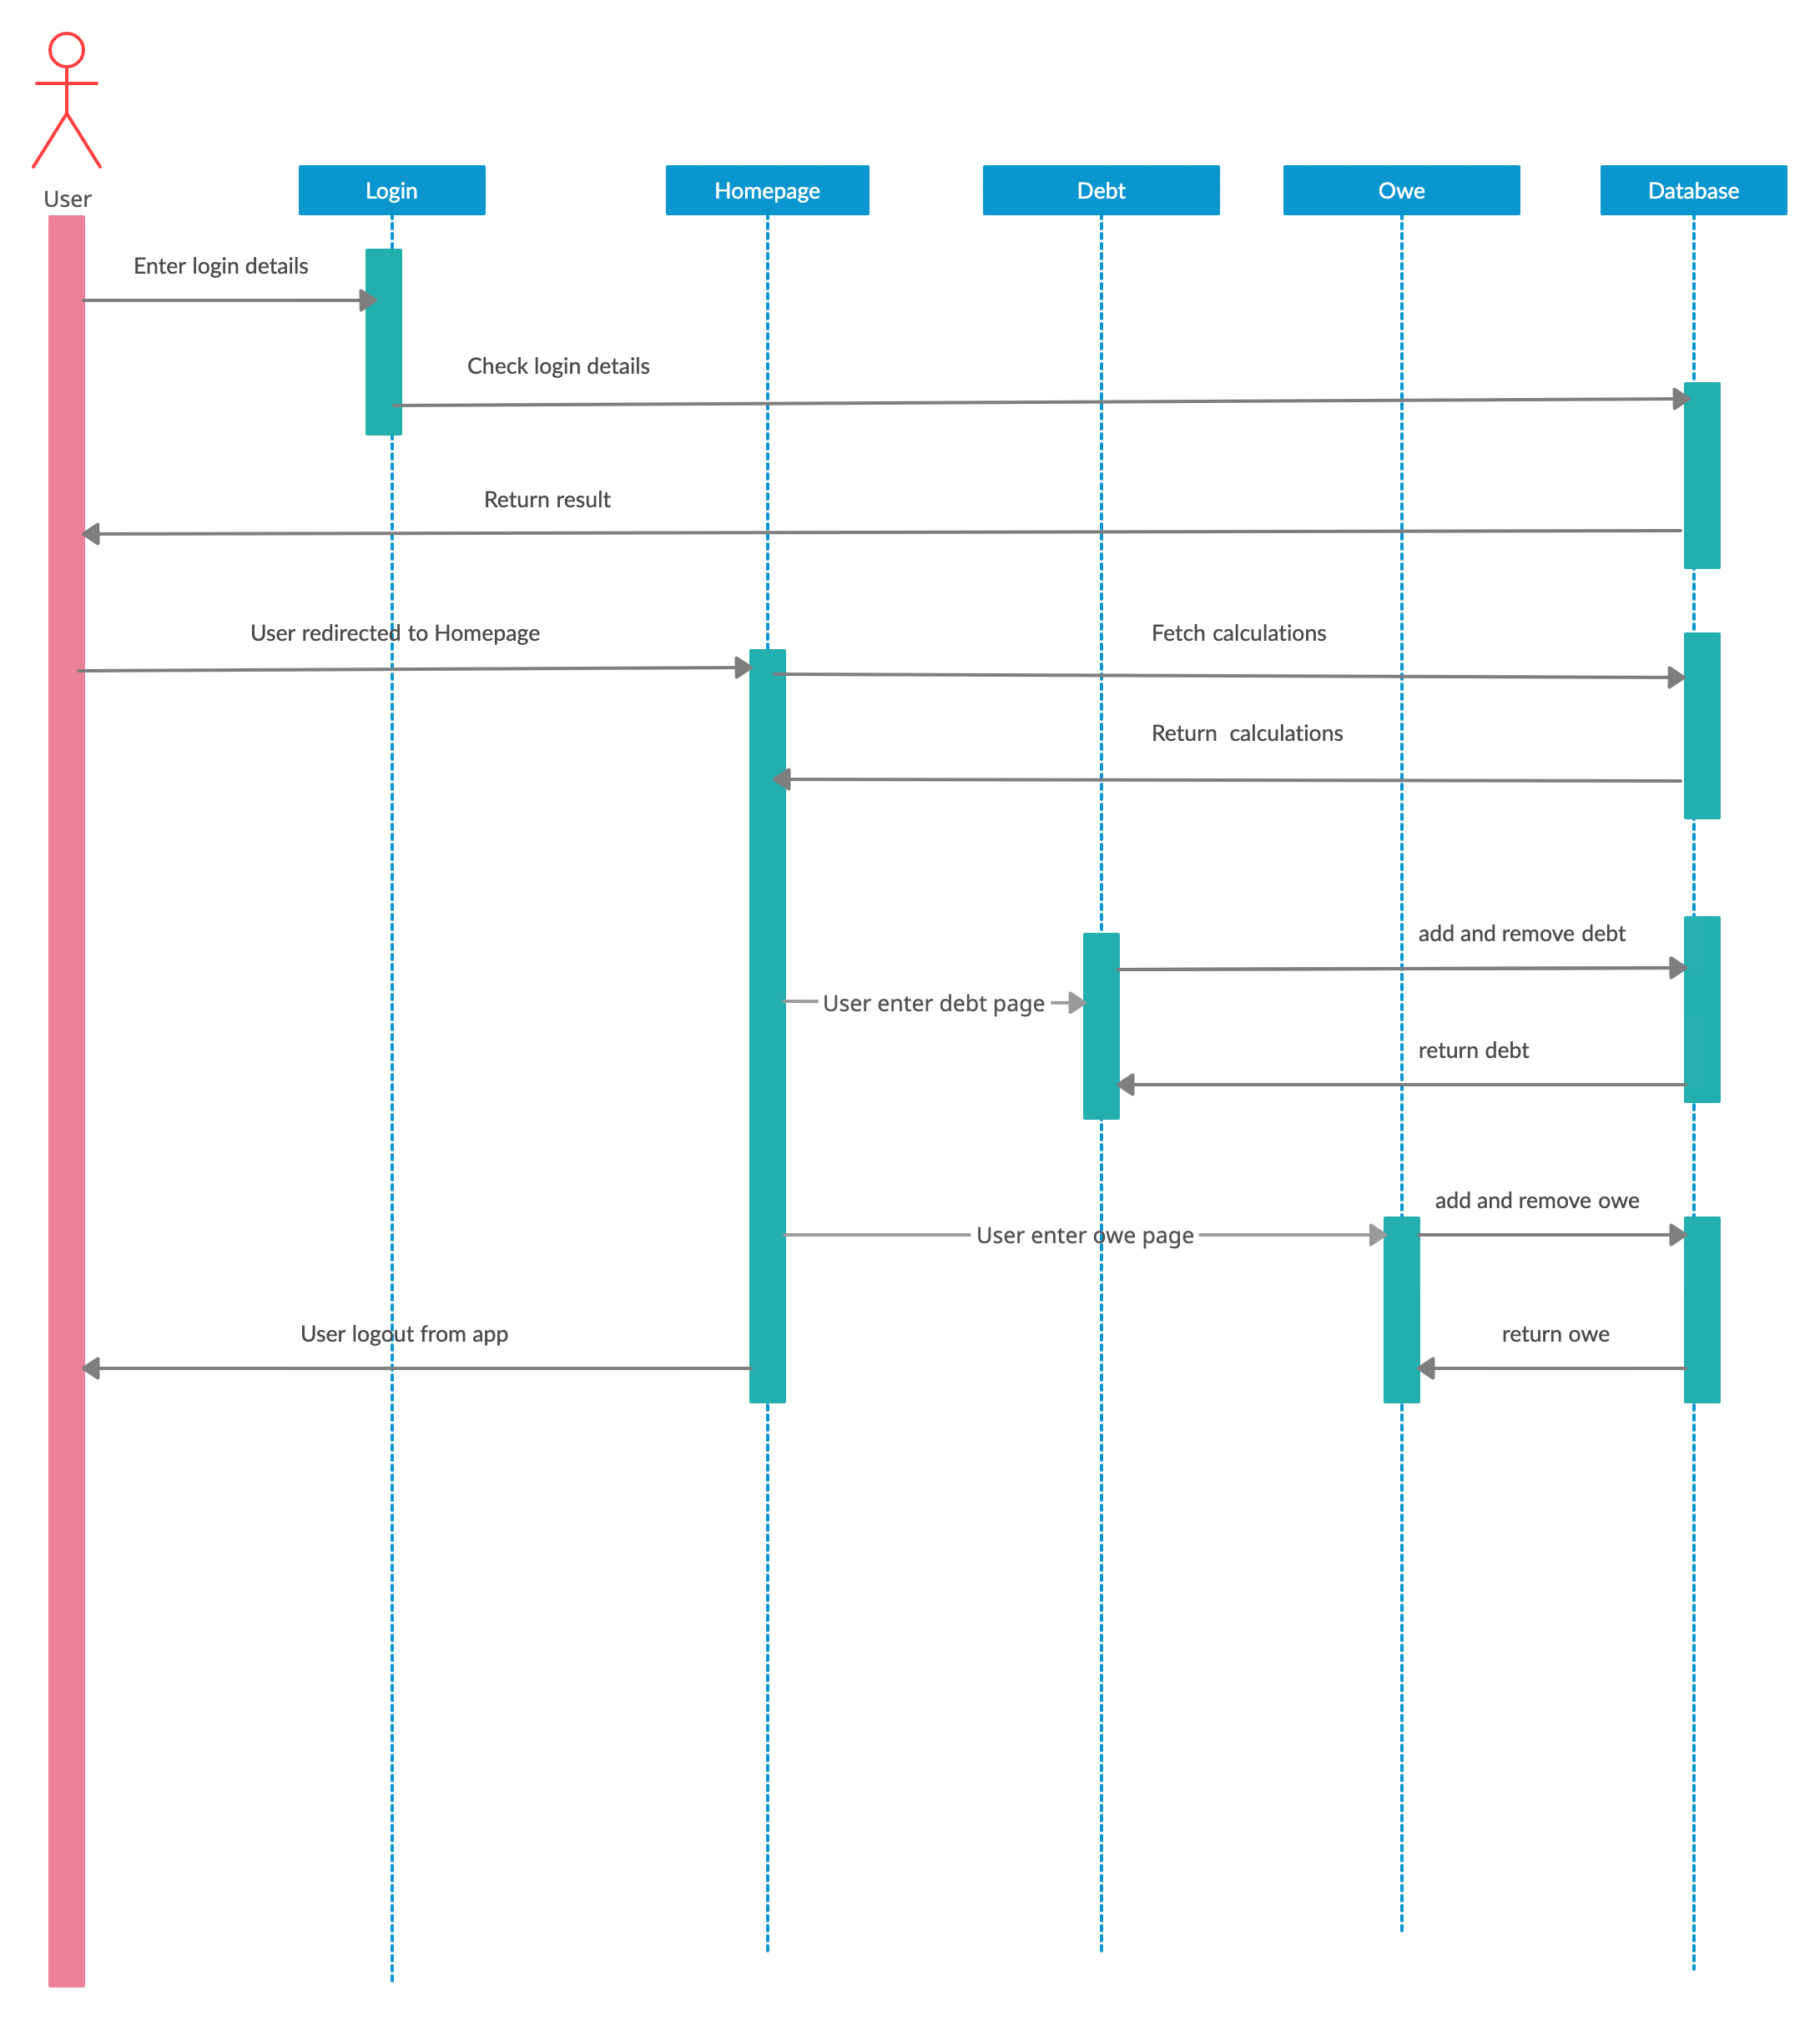 User
Login
Homepage
Debt
Owe
Database
Enter login details
Check login details
Return result
User redirected to Homepage
Fetch calculations
Return  calculations
add and remove debt
User enter debt page
return debt
add and remove owe
User enter owe page
User logout from app
return owe